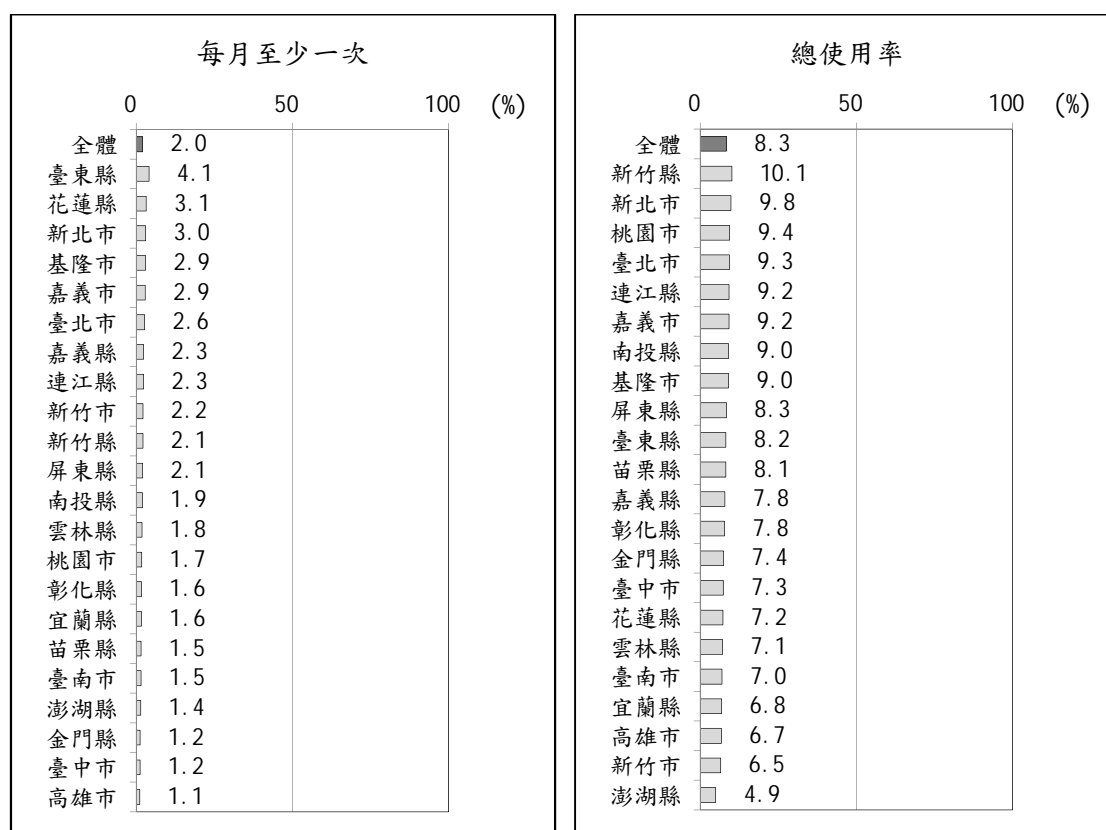 每月至少一次
0 50 100 (%)
全體 2.0
臺東縣 4.1
花蓮縣 3.1
新北市 3.0
基隆市 2.9
嘉義市 2.9
臺北市 2.6
嘉義縣 2.3
連江縣 2.3
新竹市 2.2
新竹縣 2.1
屏東縣 2.1
南投縣 1.9
雲林縣 1.8
桃園市 1.7
彰化縣 1.6
宜蘭縣 1.6
苗栗縣 1.5
臺南市 1.5
澎湖縣 1.4
金門縣 1.2
臺中市 1.2
高雄市 1.1
總使用率
0 50 100 (%)
全體 8.3
新竹縣 10.1
新北市 9.8
桃園市 9.4
臺北市 9.3
連江縣 9.2
嘉義市 9.2
南投縣 9.0
基隆市 9.0
屏東縣 8.3
臺東縣 8.2
苗栗縣 8.1
嘉義縣 7.8
彰化縣 7.8
金門縣 7.4
臺中市 7.3
花蓮縣 7.2
雲林縣 7.1
臺南市 7.0
宜蘭縣 6.8
高雄市 6.7
新竹市 6.5
澎湖縣 4.9